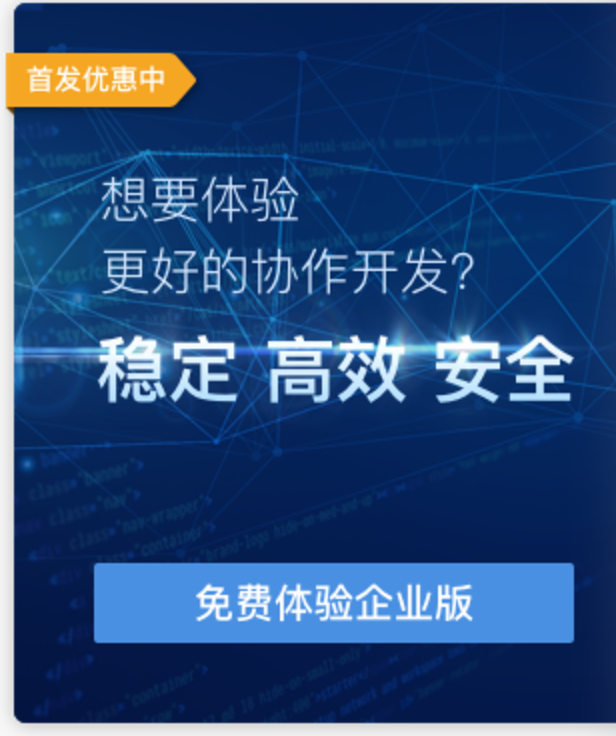 首发优惠中
想要体验
更好的协作开发?
稳定 高效 安全
免费体验企业版